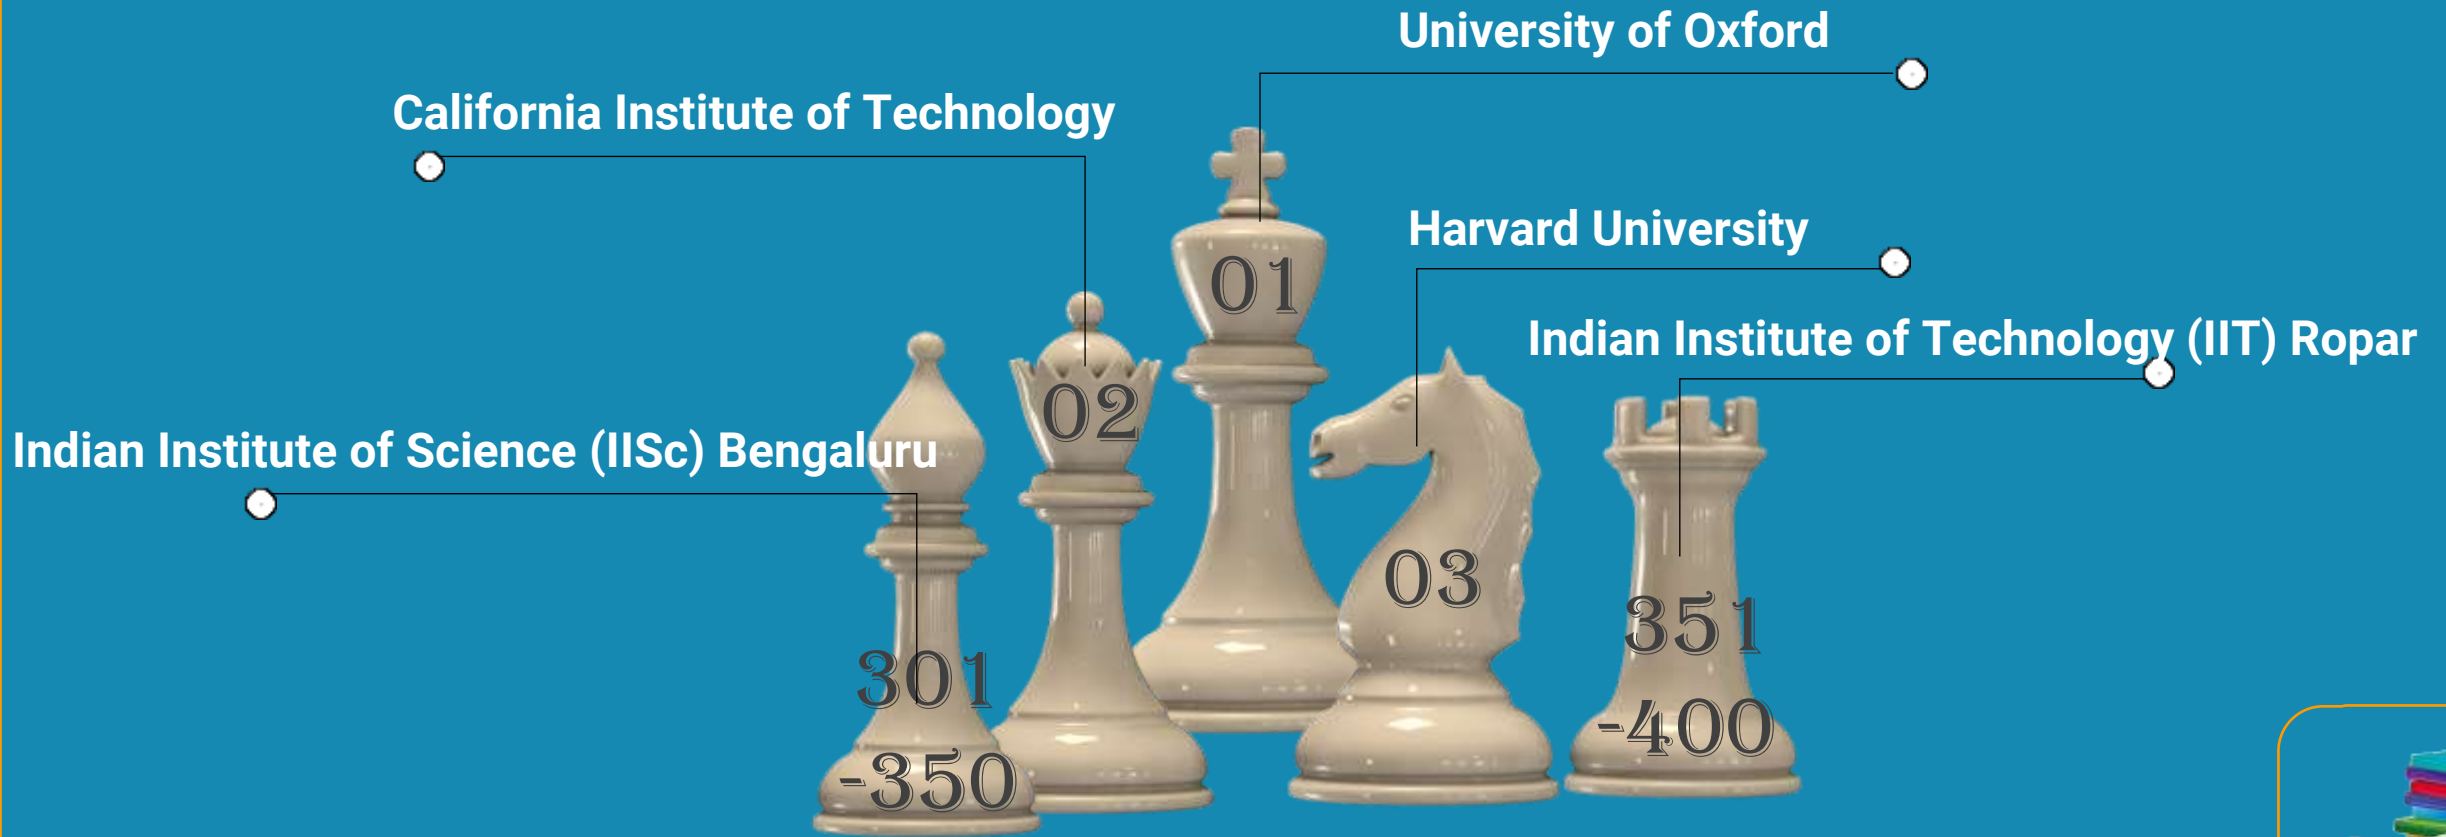 University of Oxford
California Institute of Technology
Harvard University
01
Indian Institute of Technology (IIT) Ropar
02
Indian Institute of Science (IISc) Bengaluru
03
351
-400
301
-350